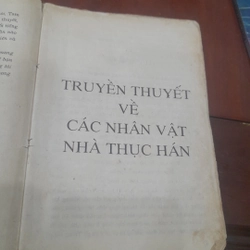 TRUYỀN THUYẾT
VỀ
CÁC NHÂN VẬT
NHÀ THỤC HÁN